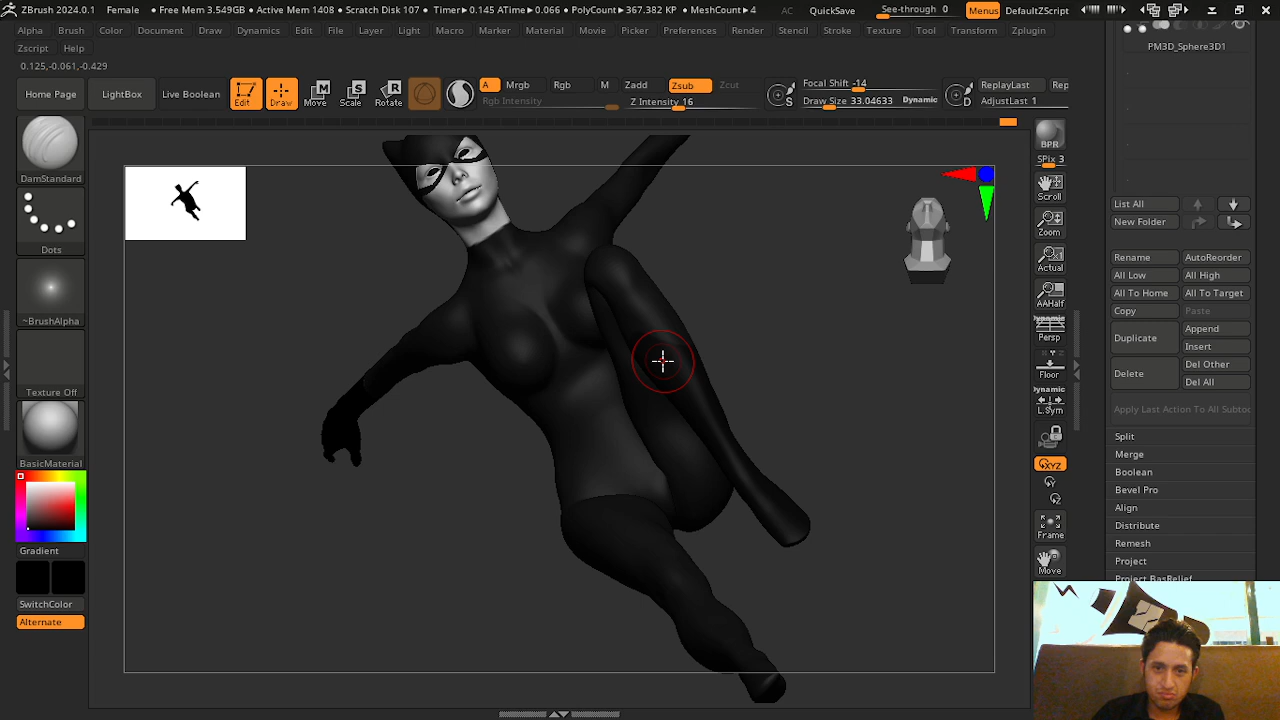 ZBrush 2024.0.1 Female • Free Mem 3.549GB • Active Mem 1408 • Scratch Disk 107 • Timer▸0.145 ATime▸0.066 • PolyCount▸367.382 KP • MeshCount▸4 AC QuickSave See-through 0 Menus DefaultZScript
Alpha Brush Color Document Draw Dynamics Edit File Layer Light Macro Marker Material Movie Picker Preferences Render Stencil Stroke Texture Tool Transform Zplugin
Zscript Help
0.125,-0.061,-0.429
Home Page LightBox Live Boolean Edit Draw Move Scale Rotate
A Mrgb Rgb M Zadd Zsub Zcut
Rgb Intensity Z Intensity 16
S
Focal Shift -14
Draw Size 33.04633 Dynamic
D
ReplayLast Rep
AdjustLast 1
DamStandard
Dots
~BrushAlpha
Texture Off
BasicMaterial
Gradient
SwitchColor
Alternate
BPR
SPix 3
Scroll
Zoom
Actual
AAHalf
Dynamic
Persp
Floor
Dynamic
L.Sym
XYZ
Y
Z
Frame
Move
PM3D_Sphere3D1
List All
New Folder
Rename AutoReorder
All Low All High
All To Home All To Target
Copy Paste
Duplicate Append
Insert
Delete Del Other
Del All
Apply Last Action To All Subtoo
Split
Merge
Boolean
Bevel Pro
Align
Distribute
Remesh
Project
Project BasRelief